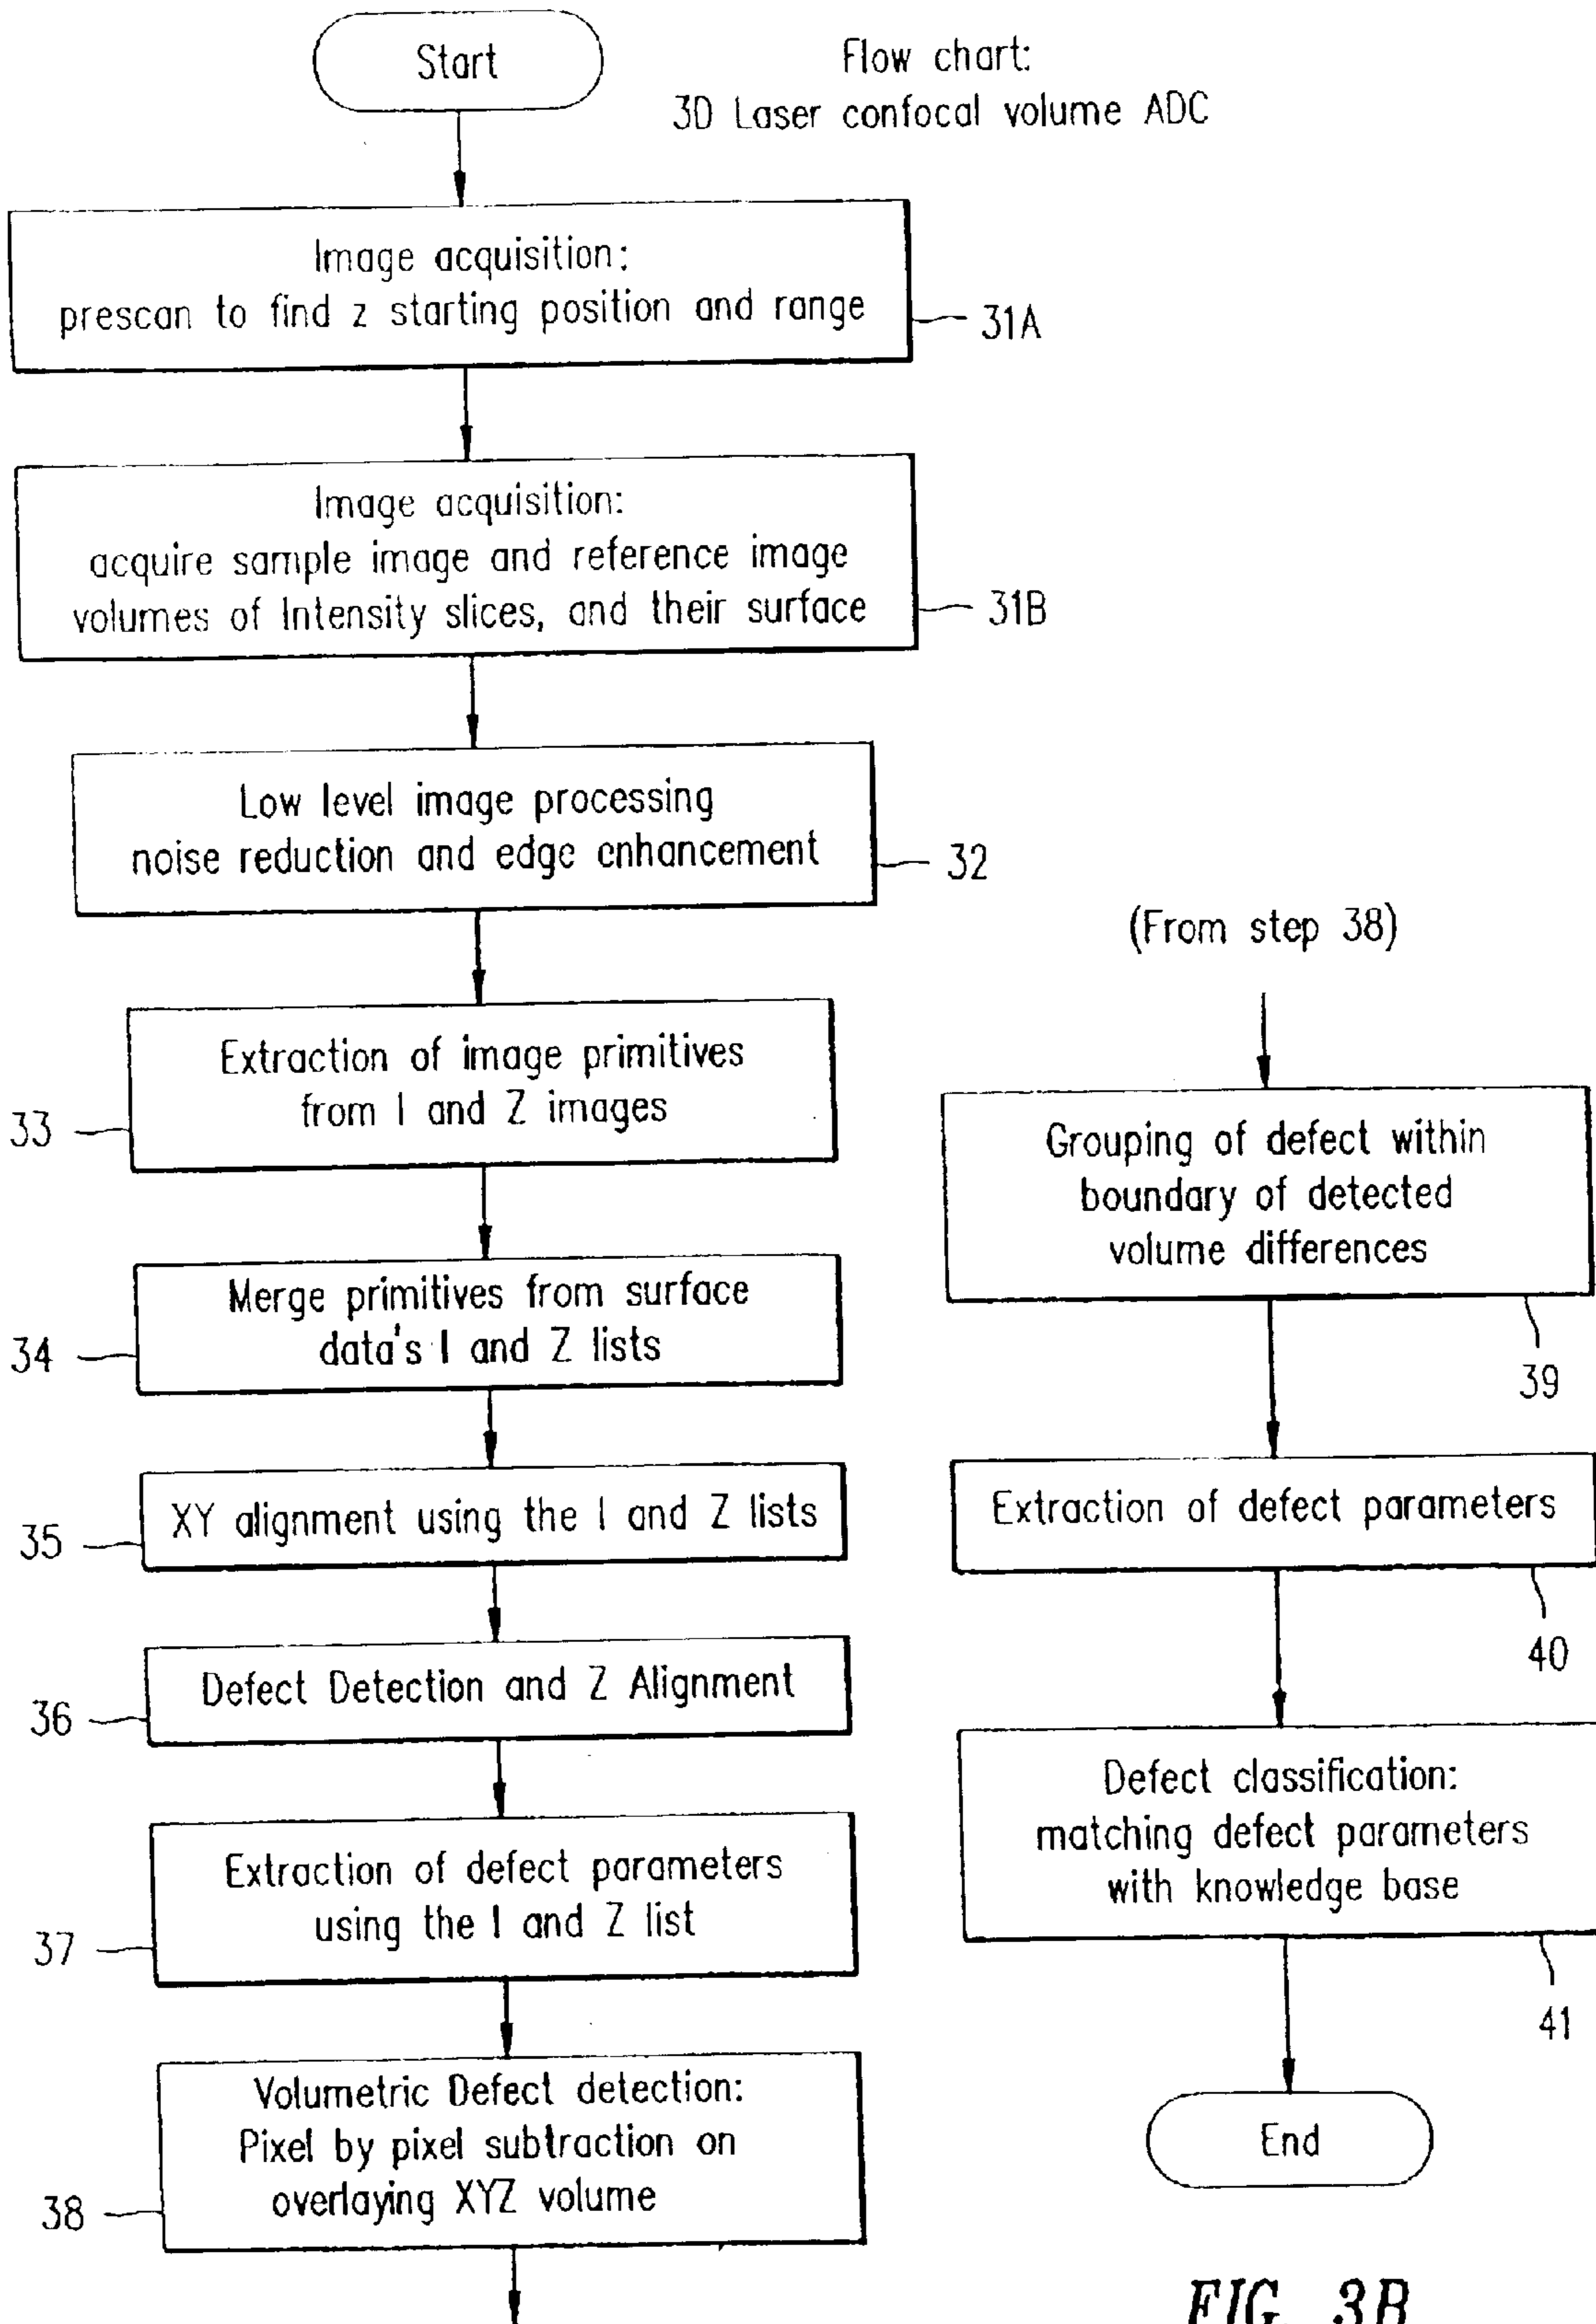 Start
Flow chart:
3D Laser confocal volume ADC
Image acquisition:
prescan to find z starting position and range
31A
Image acquisition:
acquire sample image and reference image
volumes of Intensity slices, and their surface
31B
Low level image processing
noise reduction and edge enhancement
32
Extraction of image primitives
from I and Z images
33
Merge primitives from surface
data's I and Z lists
34
XY alignment using the I and Z lists
35
Defect Detection and Z Alignment
36
Extraction of defect parameters
using the I and Z list
37
Volumetric Defect detection:
Pixel by pixel subtraction on
overlaying XYZ volume
38
(From step 38)
Grouping of defect within
boundary of detected
volume differences
39
Extraction of defect parameters
40
Defect classification:
matching defect parameters
with knowledge base
41
End
FIG. 3B